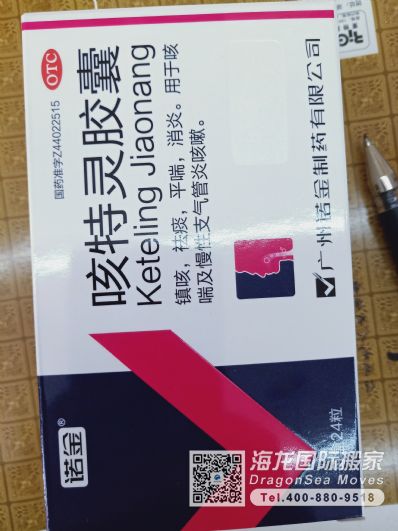 OTC
国药准字Z44022515
咳特灵胶囊
Keteling Jiaonang
镇咳，祛痰，平喘，消炎。用于咳
喘及慢性支气管炎咳嗽。
广州诺金制药有限公司
诺金®
24粒
海龙国际搬家
DragonSea Moves
Tel.400-880-9518